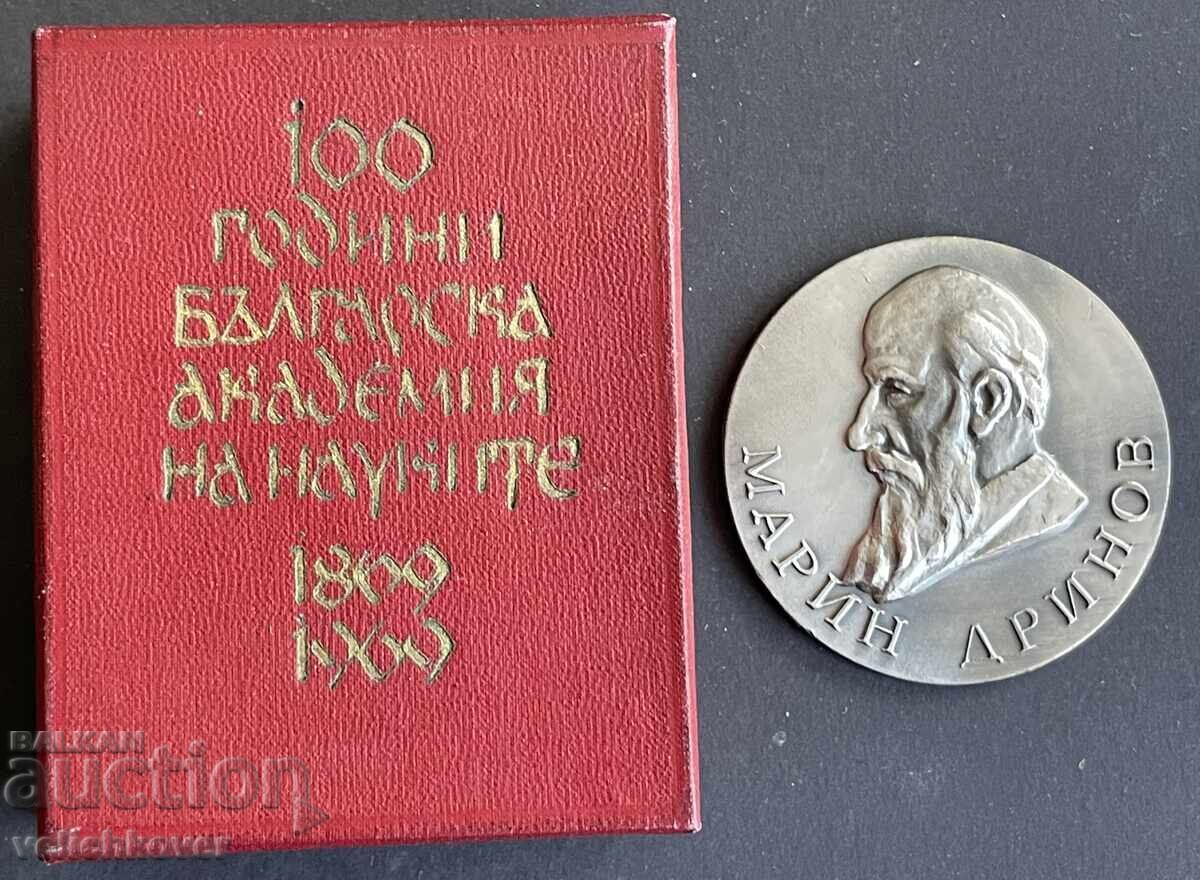 100
ГОДИНИ
БЪЛГАРСКА
АКАДЕМИЯ
НА НАУКИТЕ
1869
1969
МАРИН ДРИНОВ
BALKAN
auction
velichkover